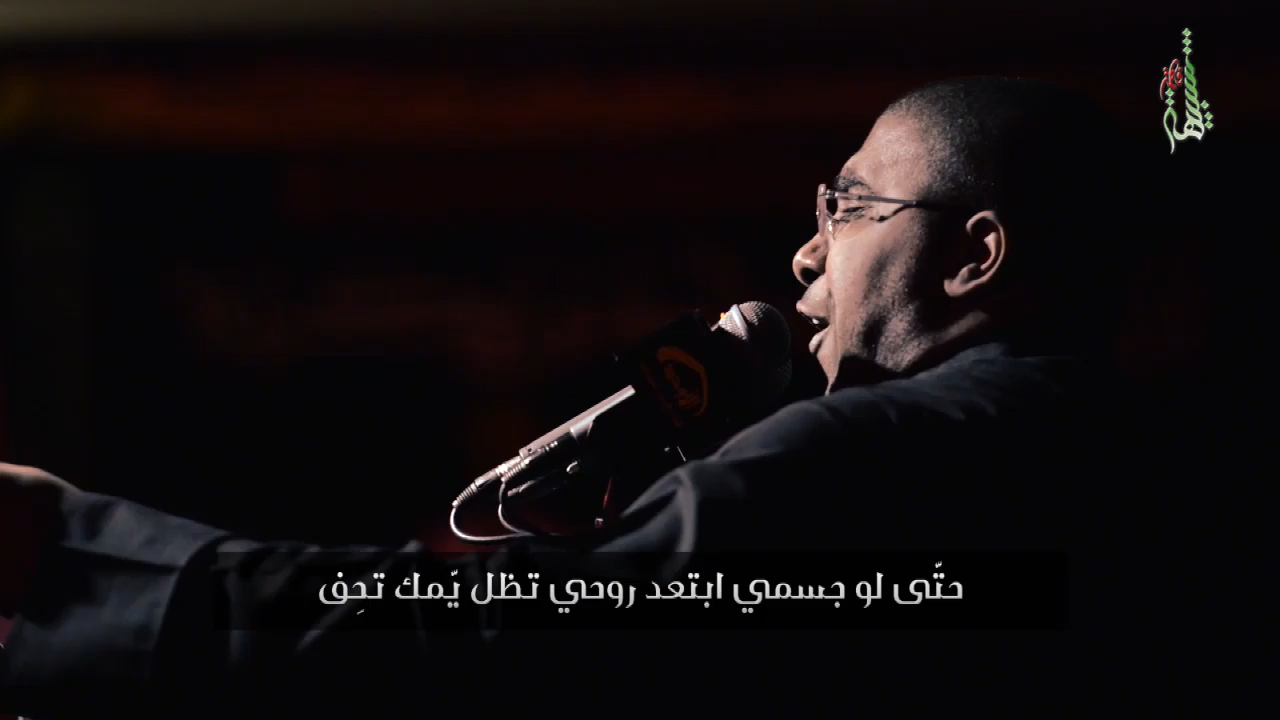 حتّى لو جسمي ابتعد روحي تظل يّمك تحِف